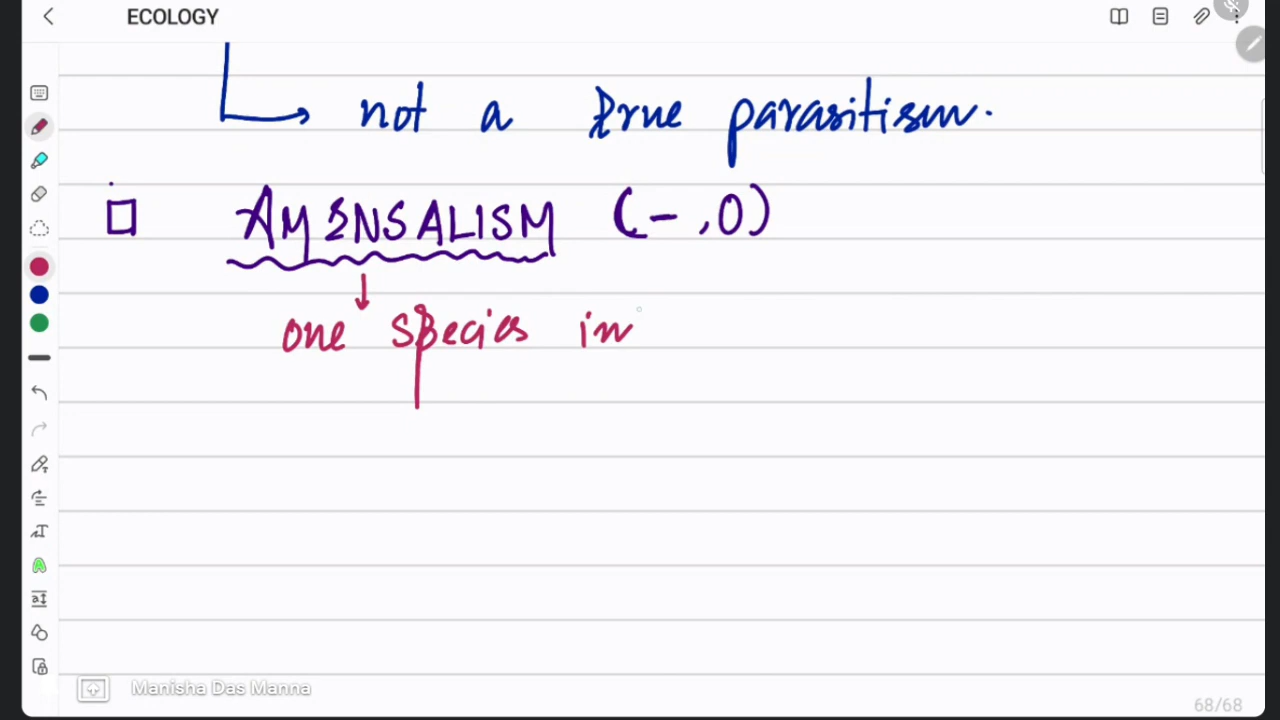 ECOLOGY
not a true parasitism.
AMENSALISM (-,0)
one species in
Manisha Das Manna
68/68